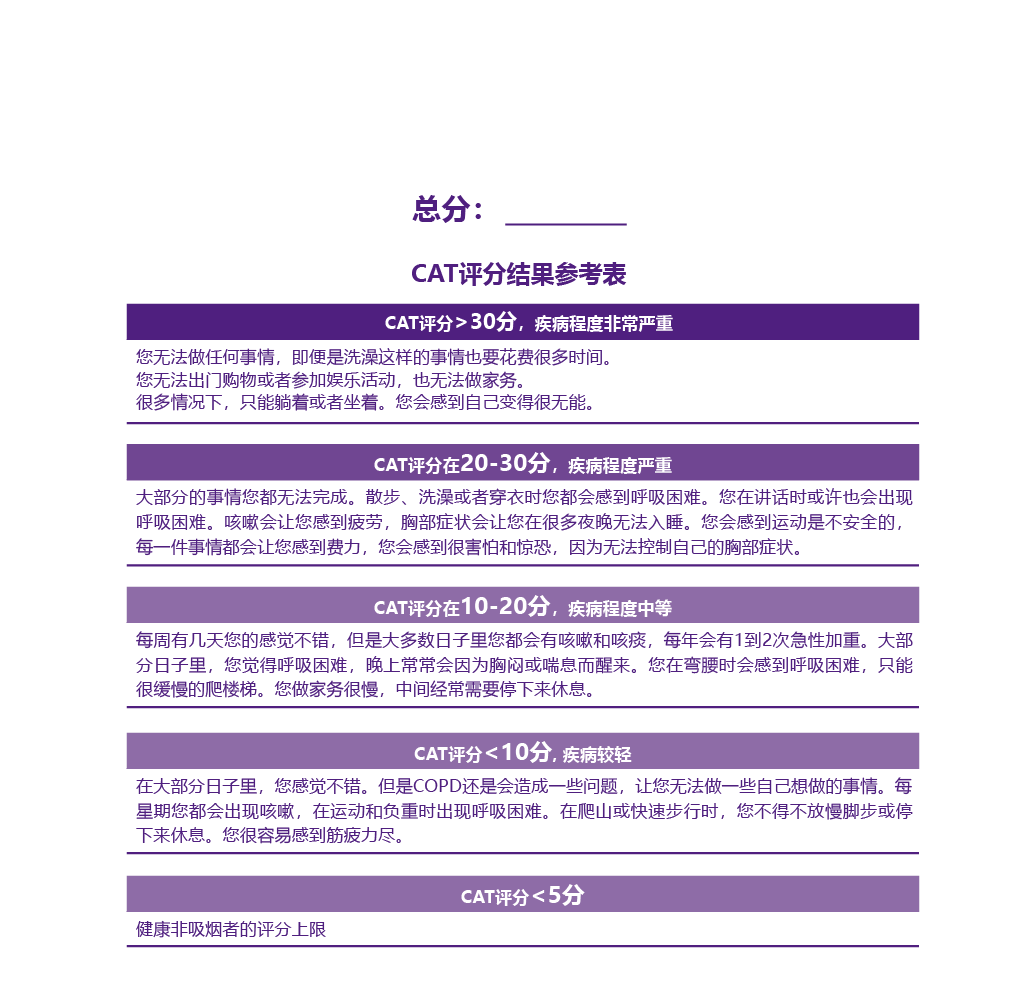 总分：
CAT评分结果参考表
CAT评分>30分，疾病程度非常严重
您无法做任何事情，即便是洗澡这样的事情也要花费很多时间。
您无法出门购物或者参加娱乐活动，也无法做家务。
很多情况下，只能躺着或者坐着。您会感到自己变得很无能。
CAT评分在20-30分，疾病程度严重
大部分的事情您都无法完成。散步、洗澡或者穿衣时您都会感到呼吸困难。您在讲话时或许也会出现
呼吸困难。咳嗽会让您感到疲劳，胸部症状会让您在很多夜晚无法入睡。您会感到运动是不安全的，
每一件事情都会让您感到费力，您会感到很害怕和惊恐，因为无法控制自己的胸部症状。
CAT评分在10-20分，疾病程度中等
每周有几天您的感觉不错，但是大多数日子里您都会有咳嗽和咳痰，每年会有1到2次急性加重。大部
分日子里，您觉得呼吸困难，晚上常常会因为胸闷或喘息而醒来。您在弯腰时会感到呼吸困难，只能
很缓慢的爬楼梯。您做家务很慢，中间经常需要停下来休息。
CAT评分<10分, 疾病较轻
在大部分日子里，您感觉不错。但是COPD还是会造成一些问题，让您无法做一些自己想做的事情。每
星期您都会出现咳嗽，在运动和负重时出现呼吸困难。在爬山或快速步行时，您不得不放慢脚步或停
下来休息。您很容易感到筋疲力尽。
CAT评分<5分
健康非吸烟者的评分上限